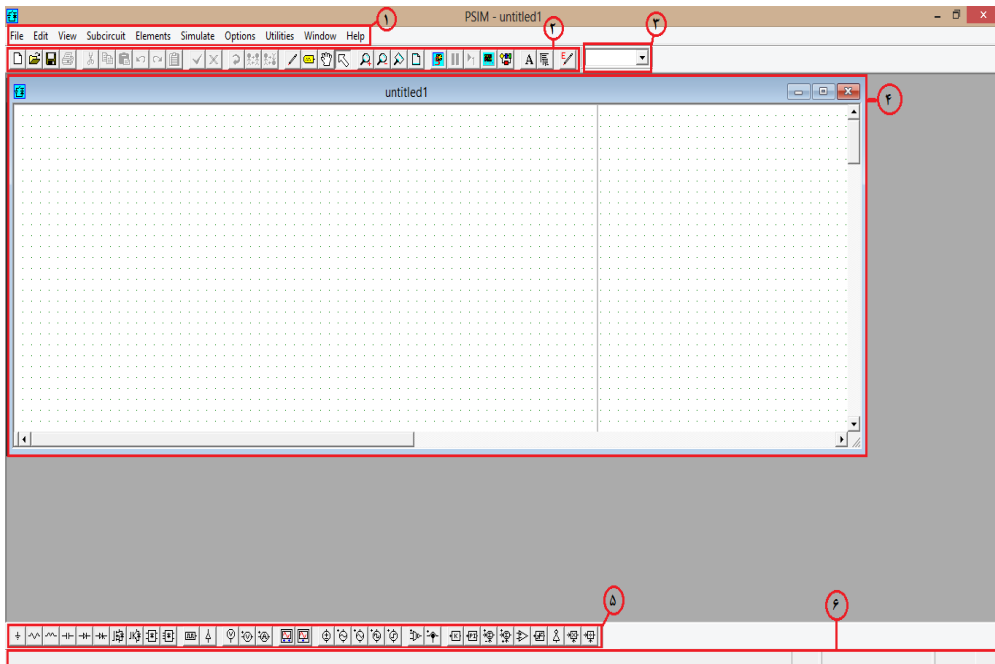 PSIM - untitled1
۱
File Edit View Subcircuit Elements Simulate Options Utilities Window Help
۲
۳
untitled1
۴
۵
۶